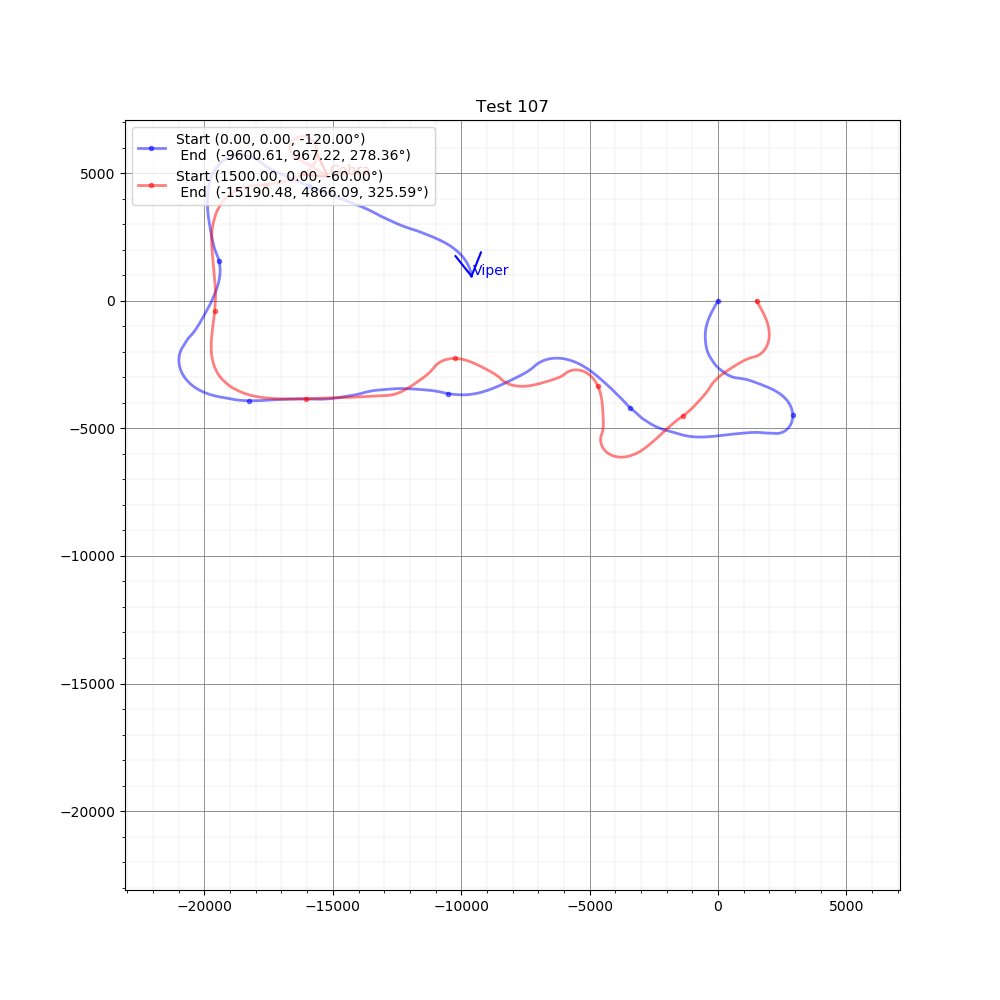 Test 107
Start (0.00, 0.00, -120.00°)
End (-9600.61, 967.22, 278.36°)
Start (1500.00, 0.00, -60.00°)
End (-15190.48, 4866.09, 325.59°)
Cobra
Viper
5000
0
−5000
−10000
−15000
−20000
−20000
−15000
−10000
−5000
0
5000